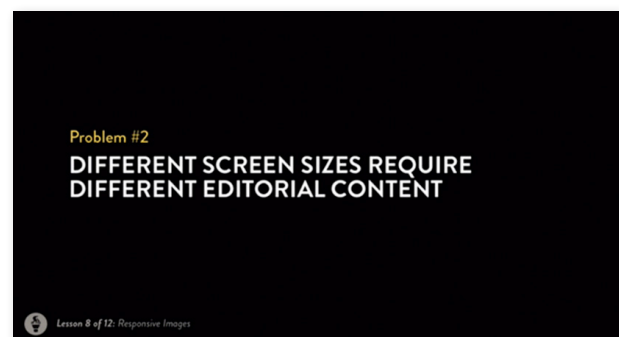 Problem #2
DIFFERENT SCREEN SIZES REQUIRE
DIFFERENT EDITORIAL CONTENT
Lesson 8 of 12: Responsive Images